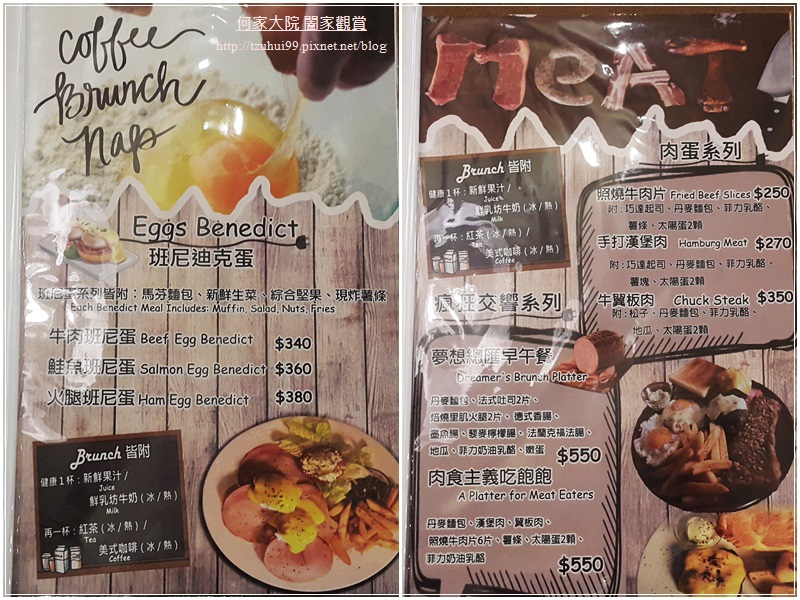 何家大院 闔家觀賞
http://tzuhui99.pixnet.net/blog
Coffee
Brunch
Nap
Eggs Benedict
班尼迪克蛋
班尼蛋系列皆附：馬芬麵包、新鮮生菜、綜合堅果、現炸薯條
Each Benedict Meal Includes: Muffin, Salad, Nuts, Fries
牛肉班尼蛋 Beef Egg Benedict $340
鮭魚班尼蛋 Salmon Egg Benedict $360
火腿班尼蛋 Ham Egg Benedict $380
Brunch 皆附
健康1杯：新鮮果汁 /
Juice
鮮乳坊牛奶 ( 冰 / 熱 )
Milk
再一杯：紅茶 ( 冰 / 熱 ) /
Tea
美式咖啡 ( 冰 / 熱 )
Coffee
MEAT
Brunch 皆附
健康1杯：新鮮果汁 /
Juice
鮮乳坊牛奶 ( 冰 / 熱 )
Milk
再一杯：紅茶 ( 冰 / 熱 ) /
Tea
美式咖啡 ( 冰 / 熱 )
Coffee
肉蛋系列
照燒牛肉片 Fried Beef Slices $250
附：巧達起司、丹麥麵包、菲力乳酪、
薯條、太陽蛋2顆
手打漢堡肉 Hamburg Meat $270
附：巧達起司、丹麥麵包、菲力乳酪、
薯塊、太陽蛋2顆
牛翼板肉 Chuck Steak $350
附：松子、丹麥麵包、菲力乳酪、
地瓜、太陽蛋2顆
瘋狂交響系列
夢想總匯早午餐
Dreamer's Brunch Platter
丹麥麵包、法式吐司2片、
焙燒里肌火腿2片、德式香腸、
墨魚腸、藜麥檸檬腸、法蘭克福法腸、
地瓜、菲力奶油乳酪、嫩蛋
$550
肉食主義吃飽飽
A Platter for Meat Eaters
丹麥麵包、漢堡肉、翼板肉、
照燒牛肉片6片、薯條、太陽蛋2顆、
菲力奶油乳酪
$550